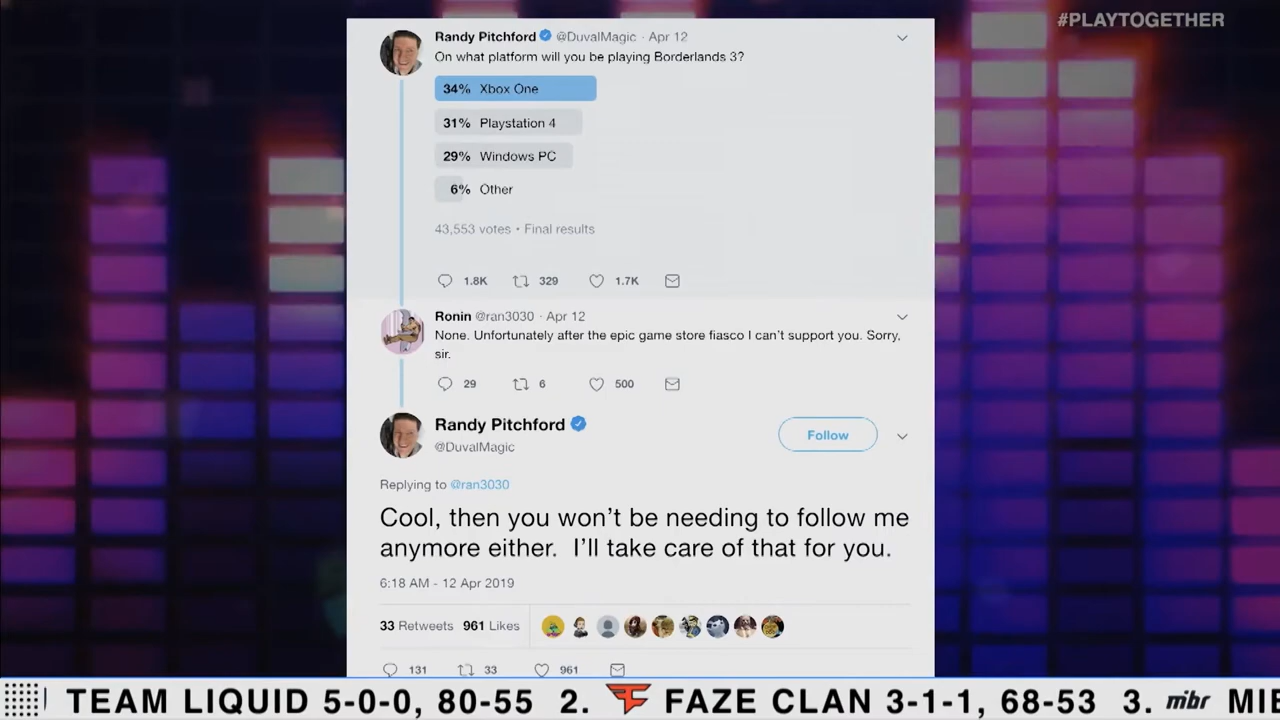 #PLAYTOGETHER
Randy Pitchford @DuvalMagic · Apr 12
On what platform will you be playing Borderlands 3?
34% Xbox One
31% Playstation 4
29% Windows PC
6% Other
43,553 votes • Final results
1.8K 329 1.7K
Ronin @ran3030 · Apr 12
None. Unfortunately after the epic game store fiasco I can't support you. Sorry,
sir.
29 6 500
Randy Pitchford
Follow
@DuvalMagic
Replying to @ran3030
Cool, then you won't be needing to follow me
anymore either. I'll take care of that for you.
6:18 AM - 12 Apr 2019
33 Retweets 961 Likes
131 33 961
TEAM LIQUID 5-0-0, 80-55 2. FAZE CLAN 3-1-1, 68-53 3. mibr